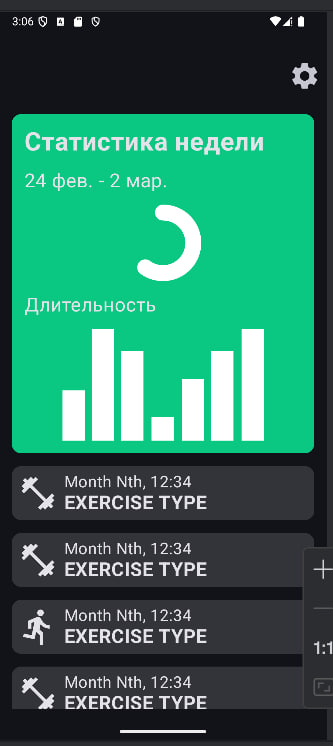 3:06
Статистика недели
24 фев. - 2 мар.
Длительность
Month Nth, 12:34
EXERCISE TYPE
Month Nth, 12:34
EXERCISE TYPE
Month Nth, 12:34
EXERCISE TYPE
Month Nth, 12:34
EXERCISE TYPE
1:1